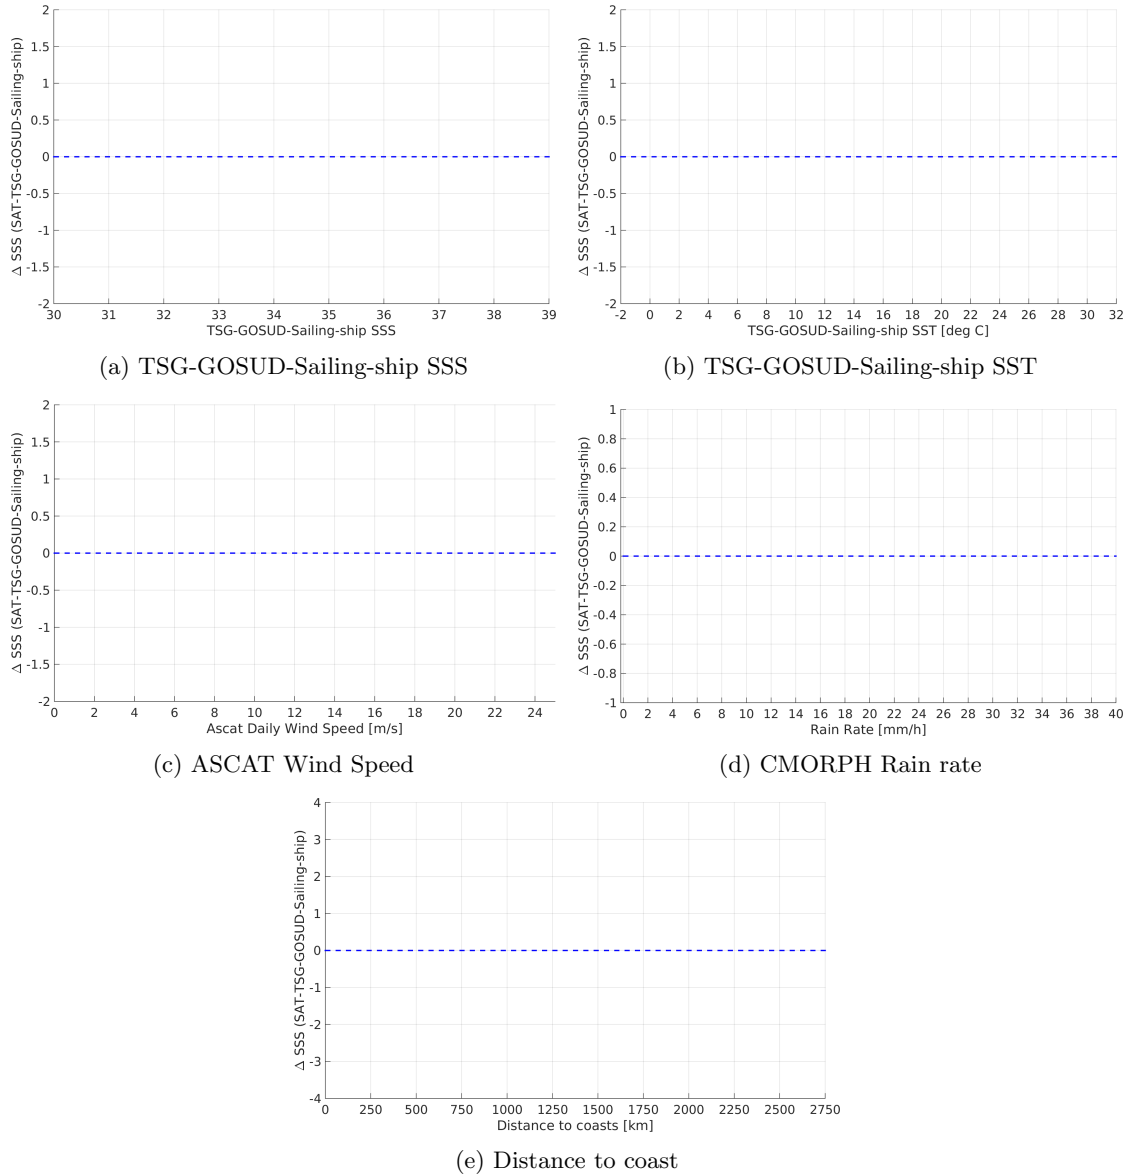 2
1.5
1
0.5
0
-0.5
-1
-1.5
-2
Δ SSS (SAT-TSG-GOSUD-Sailing-ship)
30 31 32 33 34 35 36 37 38 39
TSG-GOSUD-Sailing-ship SSS
(a) TSG-GOSUD-Sailing-ship SSS
2
1.5
1
0.5
0
-0.5
-1
-1.5
-2
Δ SSS (SAT-TSG-GOSUD-Sailing-ship)
-2 0 2 4 6 8 10 12 14 16 18 20 22 24 26 28 30 32
TSG-GOSUD-Sailing-ship SST [deg C]
(b) TSG-GOSUD-Sailing-ship SST
2
1.5
1
0.5
0
-0.5
-1
-1.5
-2
Δ SSS (SAT-TSG-GOSUD-Sailing-ship)
0 2 4 6 8 10 12 14 16 18 20 22 24
Ascat Daily Wind Speed [m/s]
(c) ASCAT Wind Speed
1
0.8
0.6
0.4
0.2
0
-0.2
-0.4
-0.6
-0.8
-1
Δ SSS (SAT-TSG-GOSUD-Sailing-ship)
0 2 4 6 8 10 12 14 16 18 20 22 24 26 28 30 32 34 36 38 40
Rain Rate [mm/h]
(d) CMORPH Rain rate
4
3
2
1
0
-1
-2
-3
-4
Δ SSS (SAT-TSG-GOSUD-Sailing-ship)
0 250 500 750 1000 1250 1500 1750 2000 2250 2500 2750
Distance to coasts [km]
(e) Distance to coast